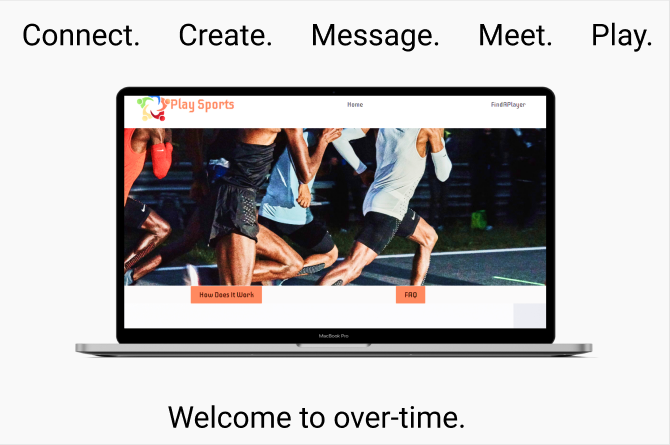 Connect. Create. Message. Meet. Play.
Play Sports
Home
FindAPlayer
How Does It Work
FAQ
MacBook Pro
Welcome to over-time.